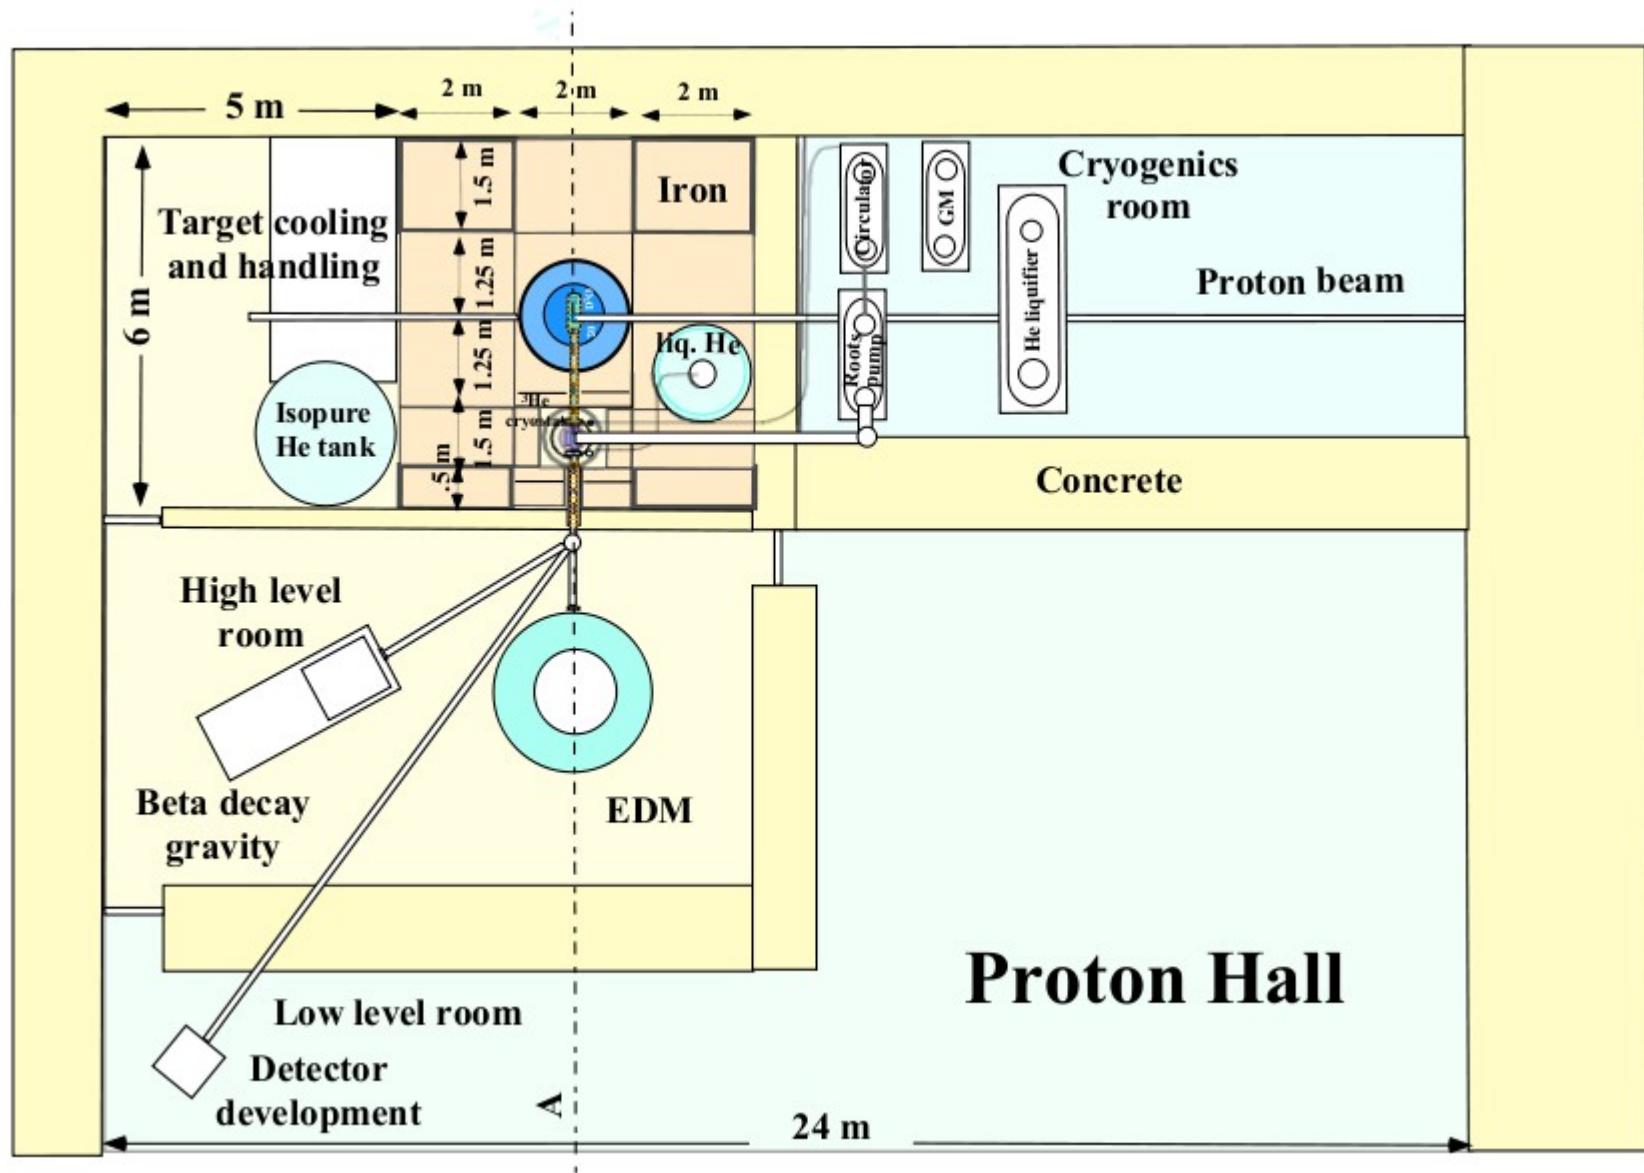 5 m
2 m
2 m
2 m
1.5 m
Iron
Circulator
GM
Cryogenics
room
Target cooling
and handling
6 m
1.25 m
He liquifier
Proton beam
1.25 m
liq. He
Roots
pump
³He
Isopure
He tank
1.5 m
.5 m
Concrete
High level
room
Beta decay
gravity
EDM
Proton Hall
Low level room
Detector
development
A
24 m